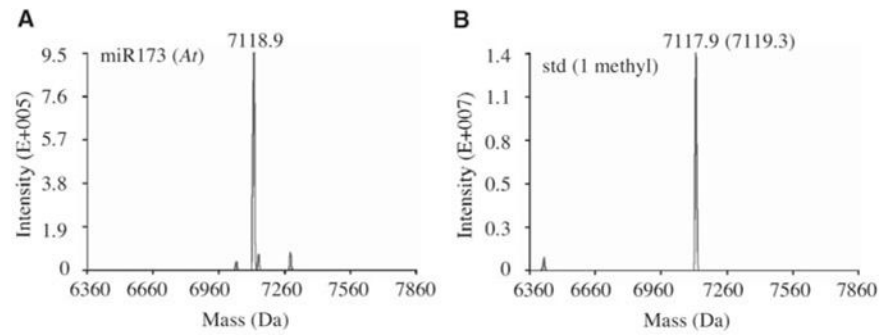 A
7118.9
9.5
miR173 (At)
7.6
5.7
3.8
1.9
0
Intensity (E+005)
6360 6660 6960 7260 7560 7860
Mass (Da)
B
7117.9 (7119.3)
1.4
std (1 methyl)
1.1
0.8
0.5
0.3
0
Intensity (E+007)
6360 6660 6960 7260 7560 7860
Mass (Da)